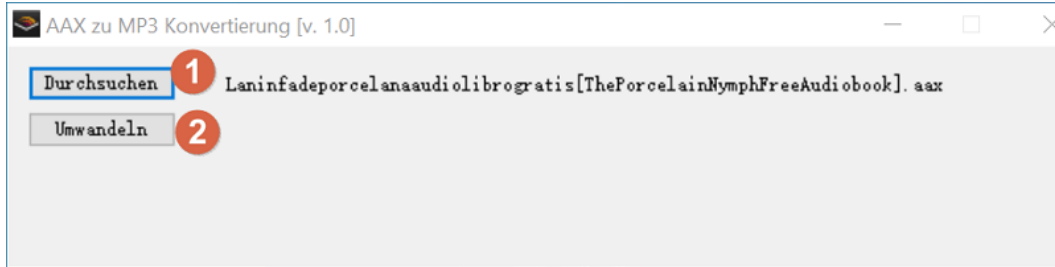 AAX zu MP3 Konvertierung [v. 1.0]
Durchsuchen 1 Laninfadeporcelanaaudiolibrogratis[ThePorcelainNymphFreeAudiobook].aax
Umwandeln 2